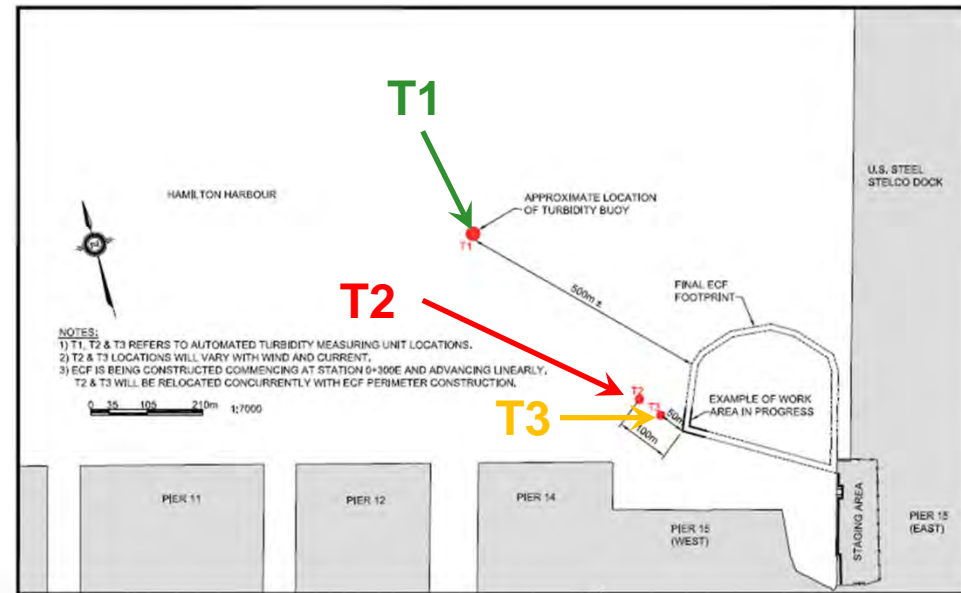 T1
U.S. STEEL
STELCO DOCK
HAMILTON HARBOUR
APPROXIMATE LOCATION
OF TURBIDITY BUOY
T1
T2
500m ±
FINAL ECF
FOOTPRINT
NOTES:
1) T1, T2 & T3 REFERS TO AUTOMATED TURBIDITY MEASURING UNIT LOCATIONS.
2) T2 & T3 LOCATIONS WILL VARY WITH WIND AND CURRENT.
3) ECF IS BEING CONSTRUCTED COMMENCING AT STATION 0+300E AND ADVANCING LINEARLY.
T2 & T3 WILL BE RELOCATED CONCURRENTLY WITH ECF PERIMETER CONSTRUCTION.
0 35 105 210m 1:7000
T2
T3
T3
50m
100m
EXAMPLE OF WORK
AREA IN PROGRESS
PIER 11
PIER 12
PIER 14
PIER 15
(WEST)
STAGING AREA
PIER 15
(EAST)